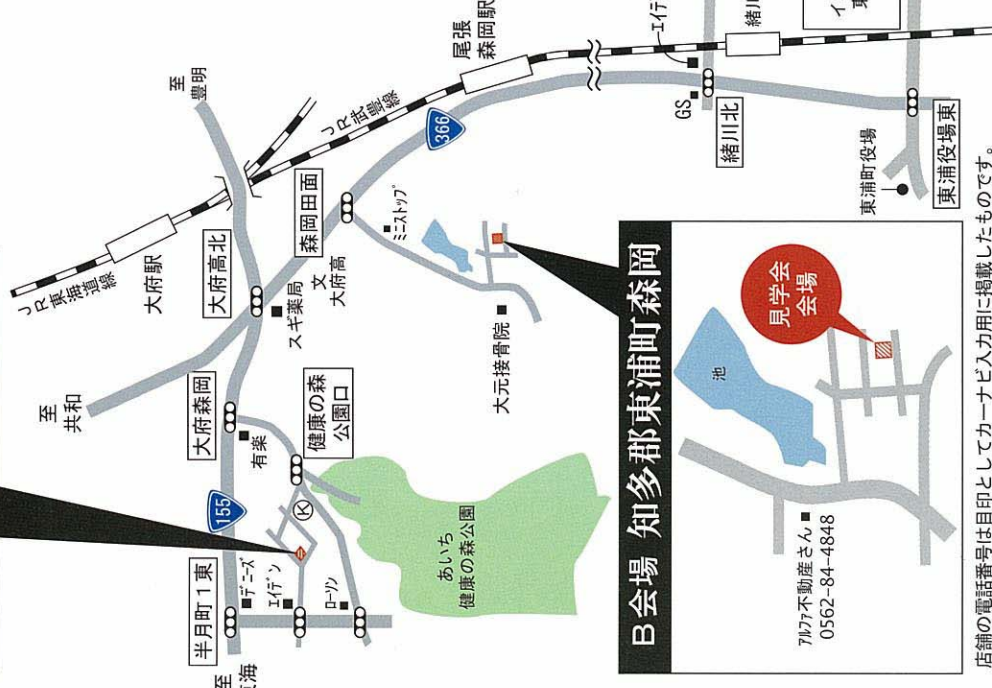 JR東海道線
大府駅
至
豊明
JR武豊線
尾張
森岡駅
366
至
共和
大府高北
スギ薬局
文
大府高
森岡田面
ミニストップ
大元接骨院
大府森岡
155
有楽
健康の森
公園口
K
半月町1東
デニーズ
エイデン
ローソン
至
あいち
健康の森公園
GS
緒川北
東浦町役場
東浦役場東
B会場 知多郡東浦町森岡
池
見学会
会場
アルファ不動産さん
0562-84-4848
店舗の電話番号は目印としてカーナビ入力用に掲載したものです。